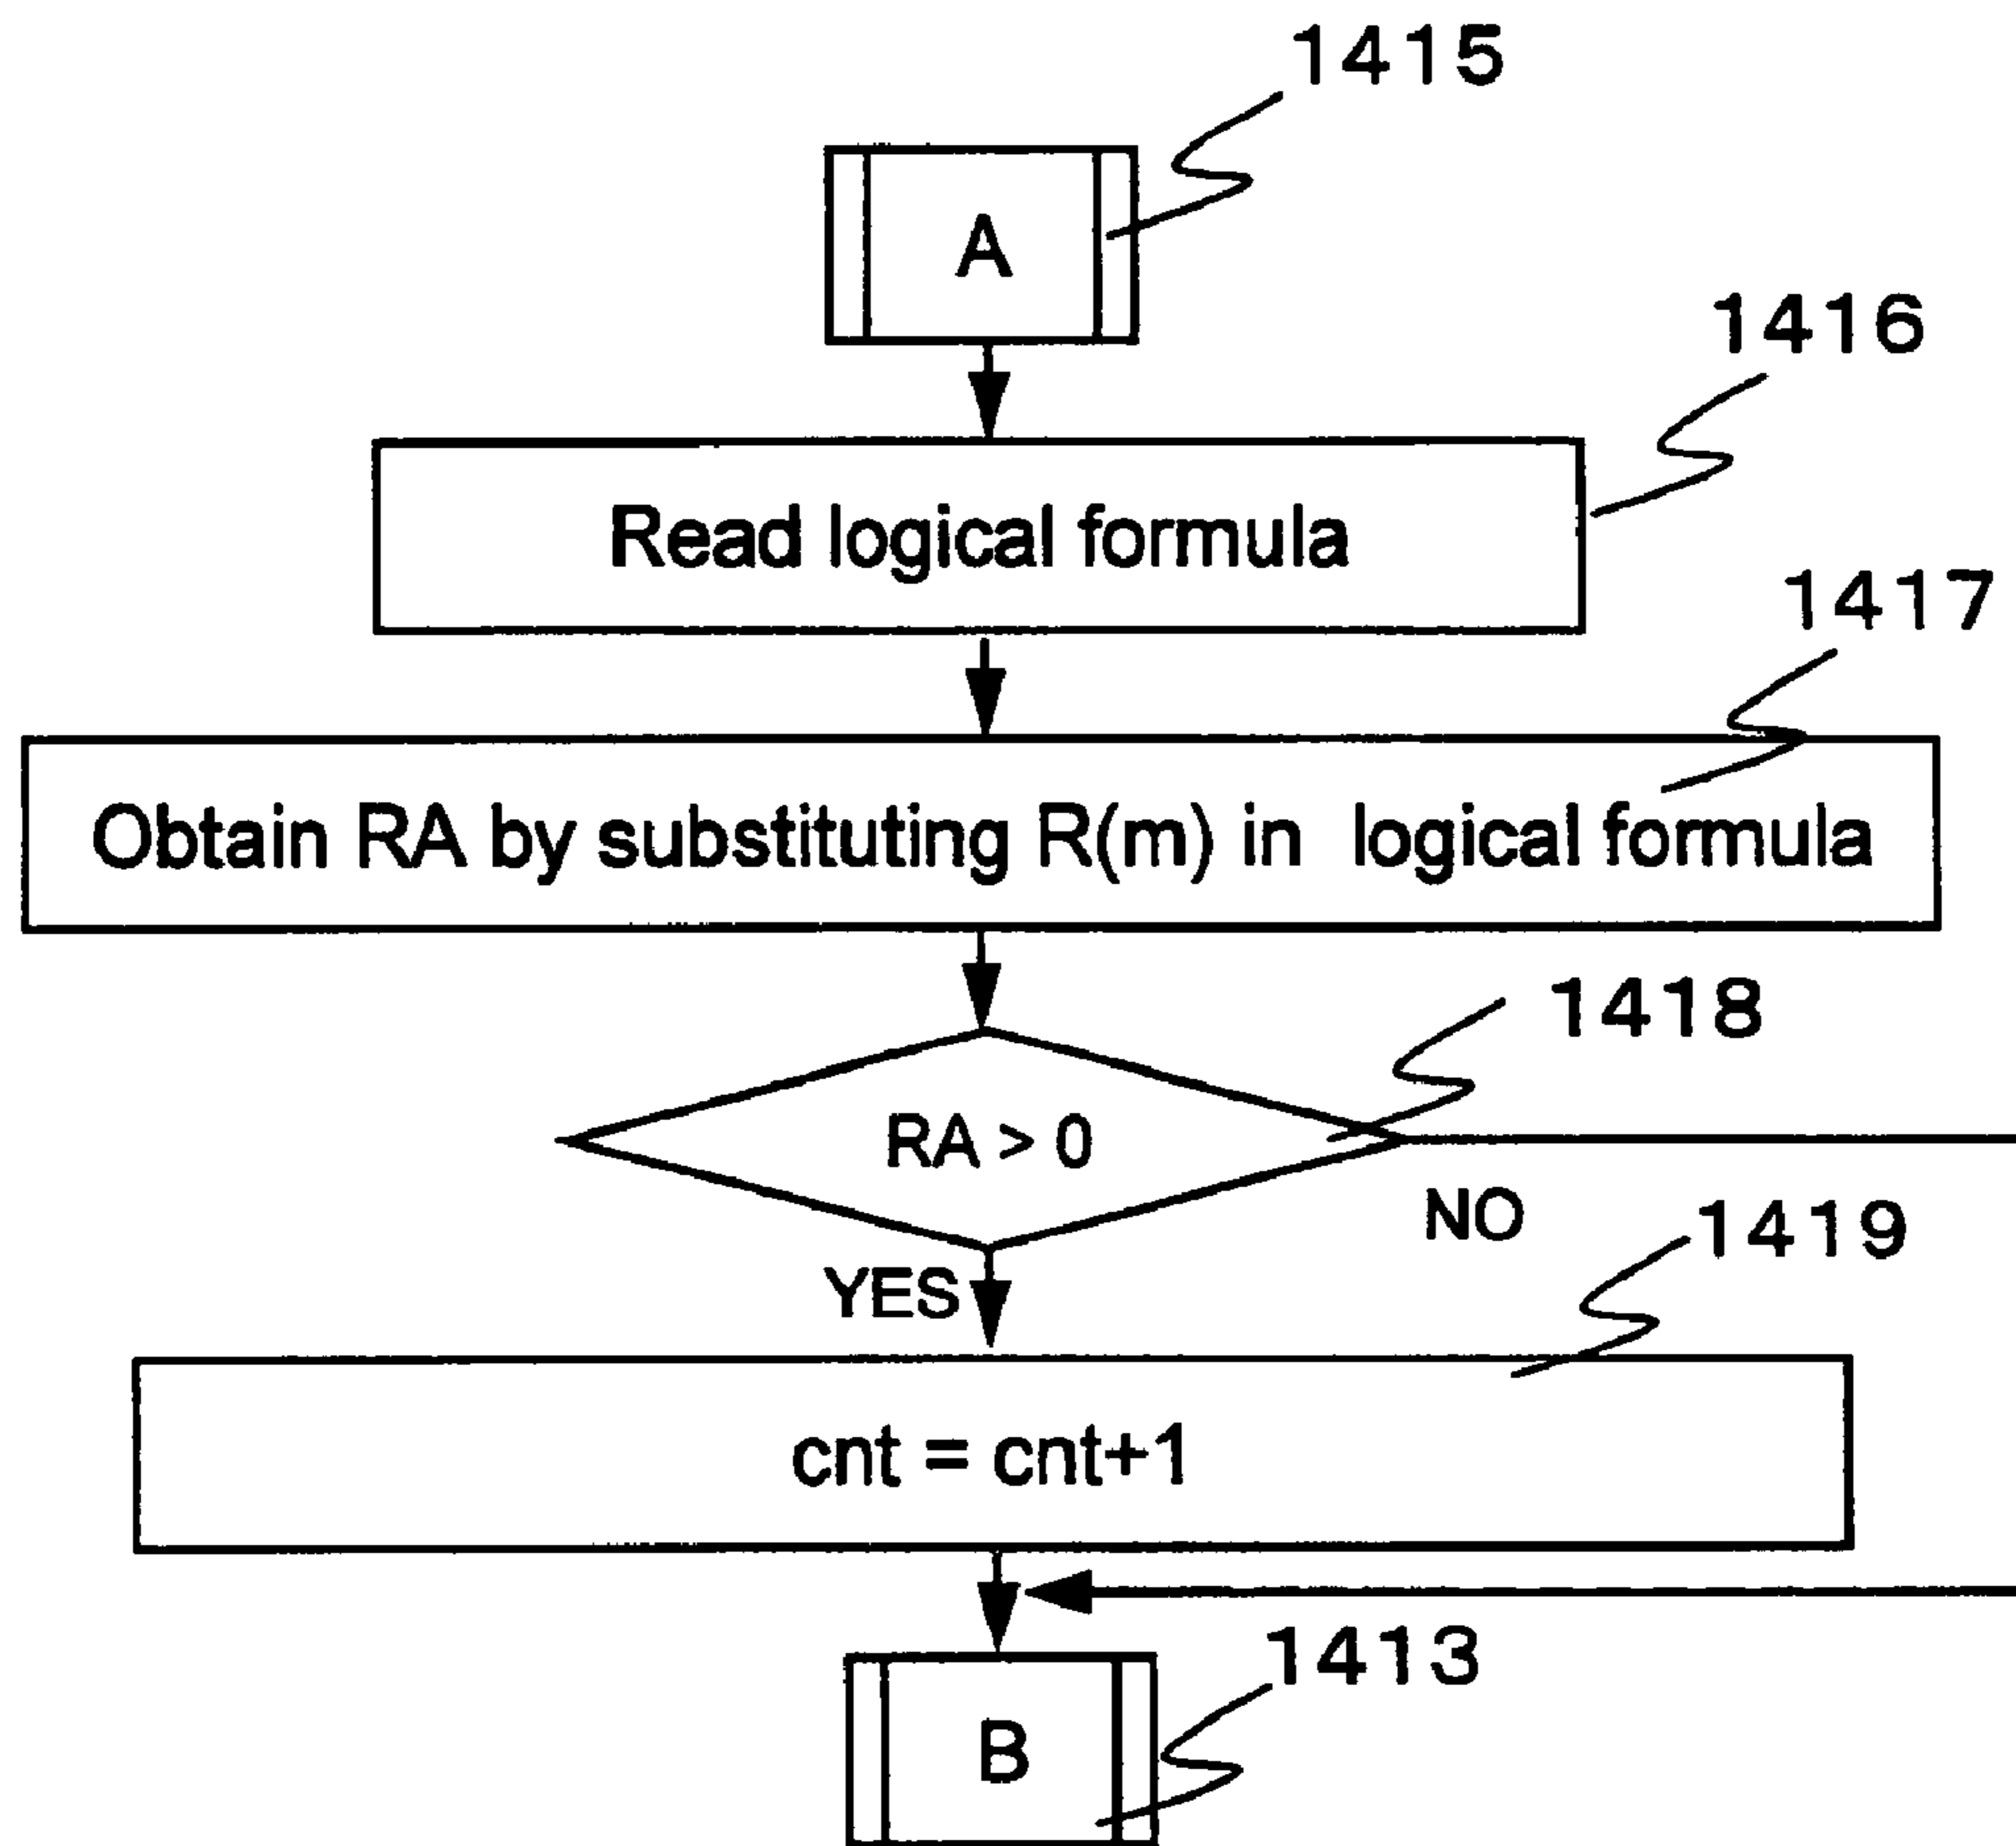 1415
A
1416
Read logical formula
1417
Obtain RA by substituting R(m) in logical formula
1418
RA > 0
NO
1419
YES
cnt = cnt+1
1413
B